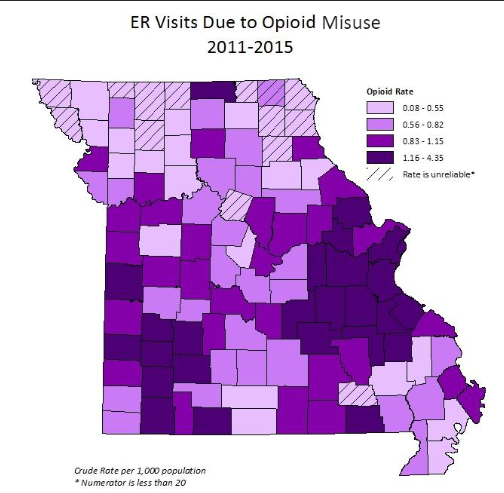 ER Visits Due to Opioid Misuse
2011-2015
Opioid Rate
0.08 - 0.55
0.56 - 0.82
0.83 - 1.15
1.16 - 4.35
Rate is unreliable*
Crude Rate per 1,000 population
* Numerator is less than 20